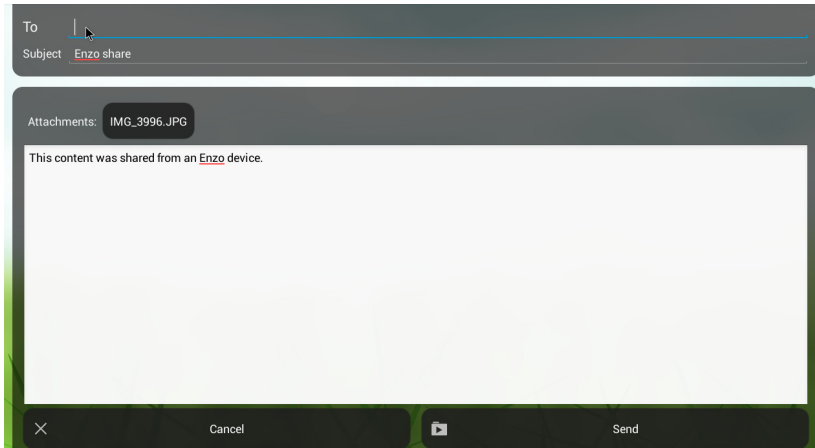 To
Subject Enzo share
Attachments: IMG_3996.JPG
This content was shared from an Enzo device.
Cancel Send